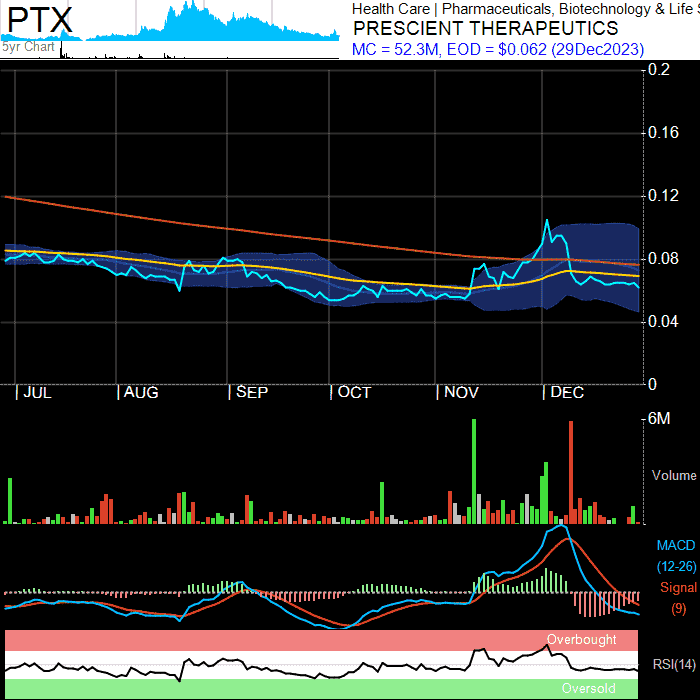 PTX
5yr Chart
Health Care | Pharmaceuticals, Biotechnology & Life S
PRESCIENT THERAPEUTICS
MC = 52.3M, EOD = $0.062 (29Dec2023)
0.2
0.16
0.12
0.08
0.04
0
| JUL | AUG | SEP | OCT | NOV | DEC
6M
Volume
MACD
(12-26)
Signal
(9)
Overbought
RSI(14)
Oversold